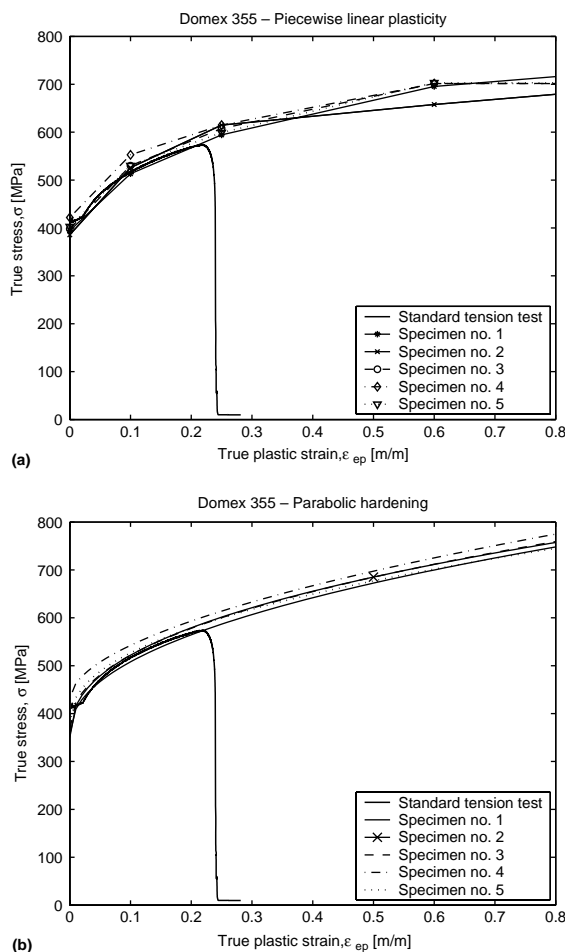 Domex 355 – Piecewise linear plasticity
800
700
600
500
400
300
200
100
0
True stress,σ [MPa]
Standard tension test
Specimen no. 1
Specimen no. 2
Specimen no. 3
Specimen no. 4
Specimen no. 5
0 0.1 0.2 0.3 0.4 0.5 0.6 0.7 0.8
True plastic strain,ε ep [m/m]
(a)
Domex 355 – Parabolic hardening
800
700
600
500
400
300
200
100
0
True stress, σ [MPa]
Standard tension test
Specimen no. 1
Specimen no. 2
Specimen no. 3
Specimen no. 4
Specimen no. 5
0 0.1 0.2 0.3 0.4 0.5 0.6 0.7 0.8
True plastic strain,ε ep [m/m]
(b)